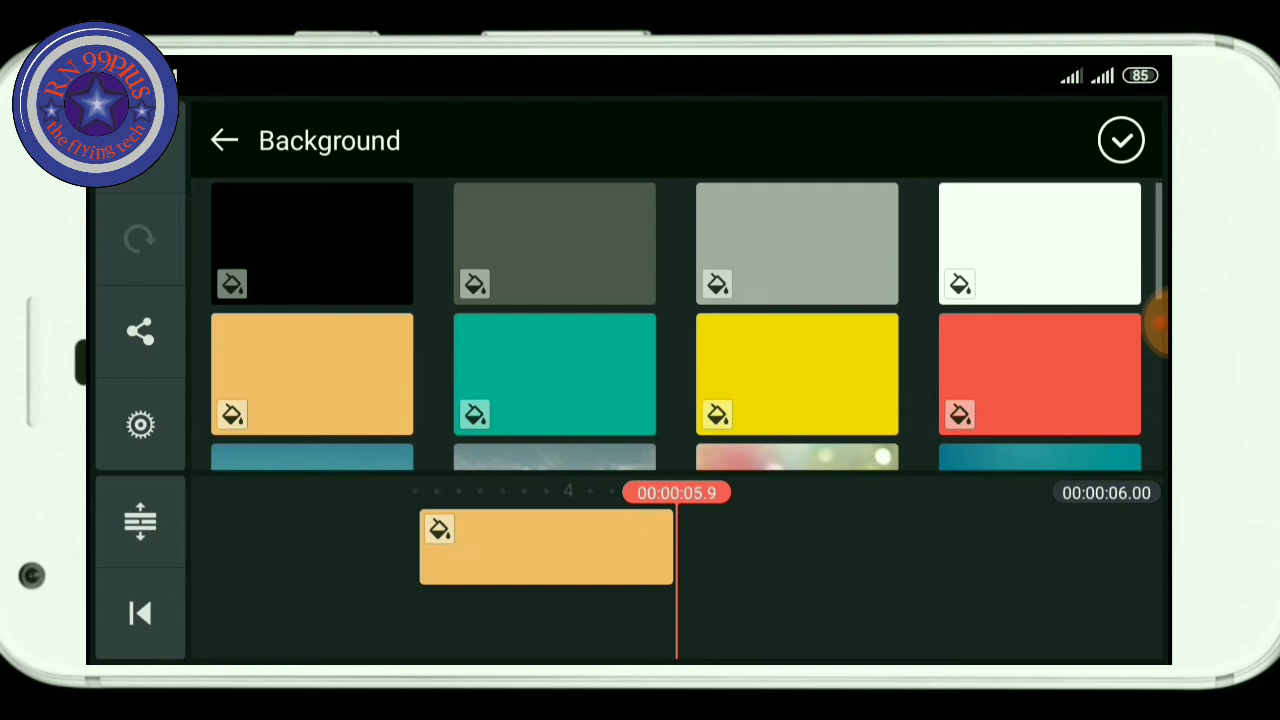 RN 99Plus
the flying tech
85
Background
4
00:00:05.9
00:00:06.00